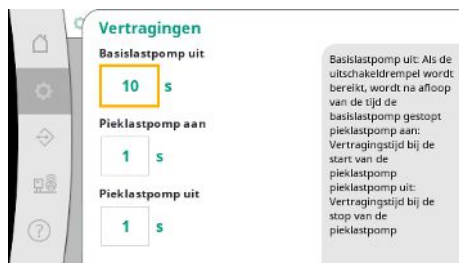 Vertragingen
Basislastpomp uit
10 s
Pieklastpomp aan
1 s
Pieklastpomp uit
1 s
Basislastpomp uit: Als de
uitschakeldrempel wordt
bereikt, wordt na afloop
van de tijd de
basislastpomp gestopt
pieklastpomp aan:
Vertragingstijd bij de
start van de
pieklastpomp
pieklastpomp uit:
Vertragingstijd bij de
stop van de
pieklastpomp
?